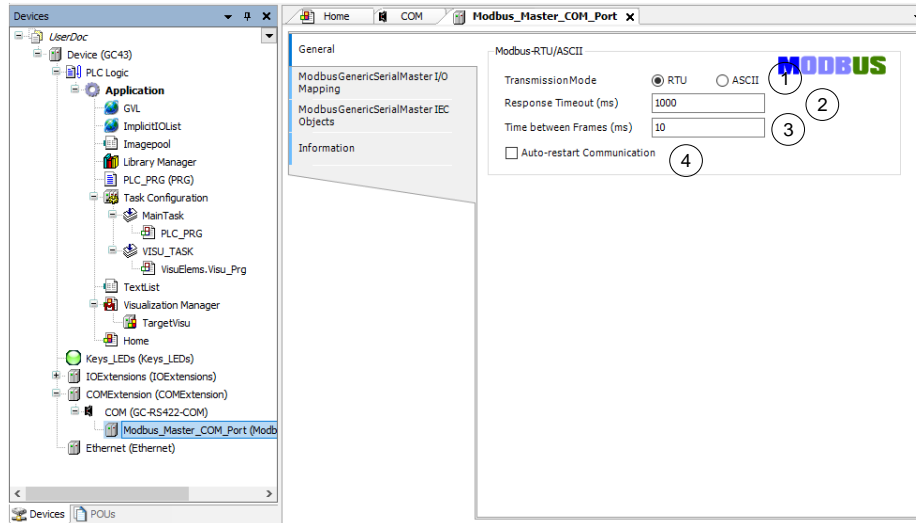 Devices
UserDoc
Device (GC43)
PLC Logic
Application
GVL
ImplicitIOList
Imagepool
Library Manager
PLC_PRG (PRG)
Task Configuration
MainTask
PLC_PRG
VISU_TASK
VisuElems.Visu_Prg
TextList
Visualization Manager
TargetVisu
Home
Keys_LEDs (Keys_LEDs)
IOExtensions (IOExtensions)
COMExtension (COMExtension)
COM (GC-RS422-COM)
Modbus_Master_COM_Port (Modb
Ethernet (Ethernet)
Devices POUs
Home COM Modbus_Master_COM_Port
General
ModbusGenericSerialMaster I/O
Mapping
ModbusGenericSerialMaster IEC
Objects
Information
Modbus-RTU/ASCII
MODBUS
Transmission Mode RTU ASCII 1
Response Timeout (ms) 1000 2
Time between Frames (ms) 10 3
Auto-restart Communication 4